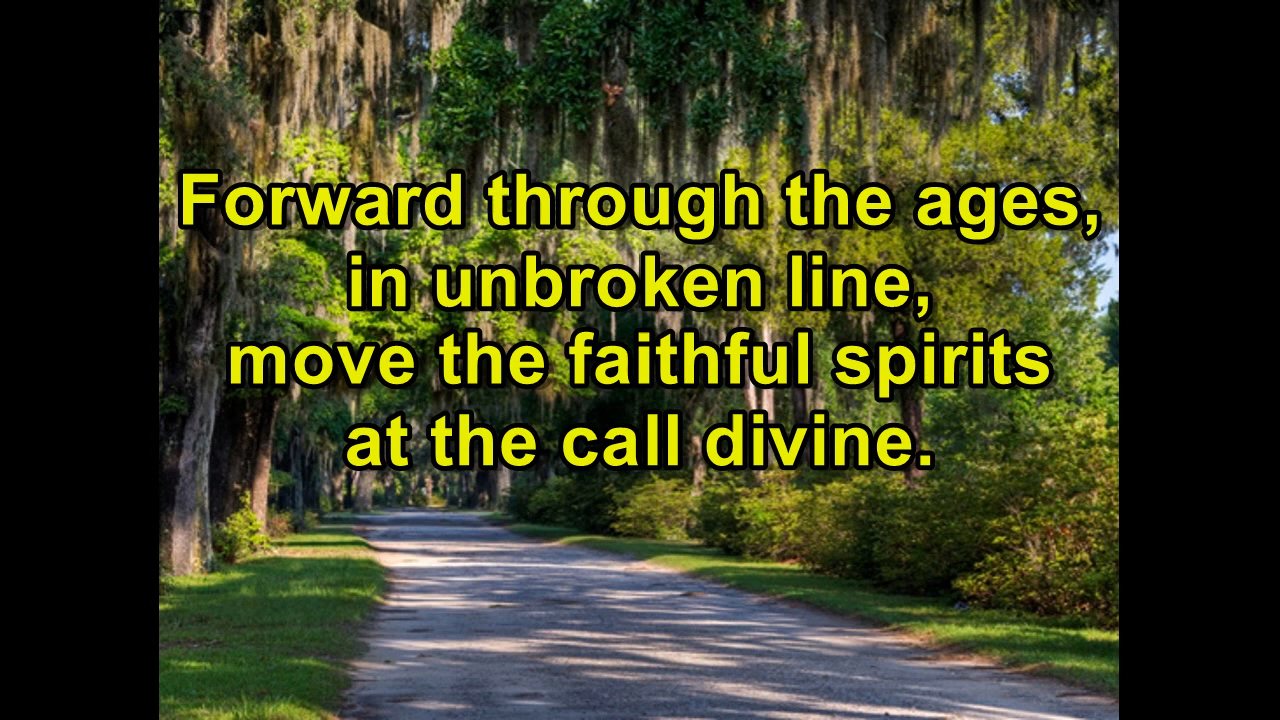 Forward through the ages,
in unbroken line,
move the faithful spirits
at the call divine.